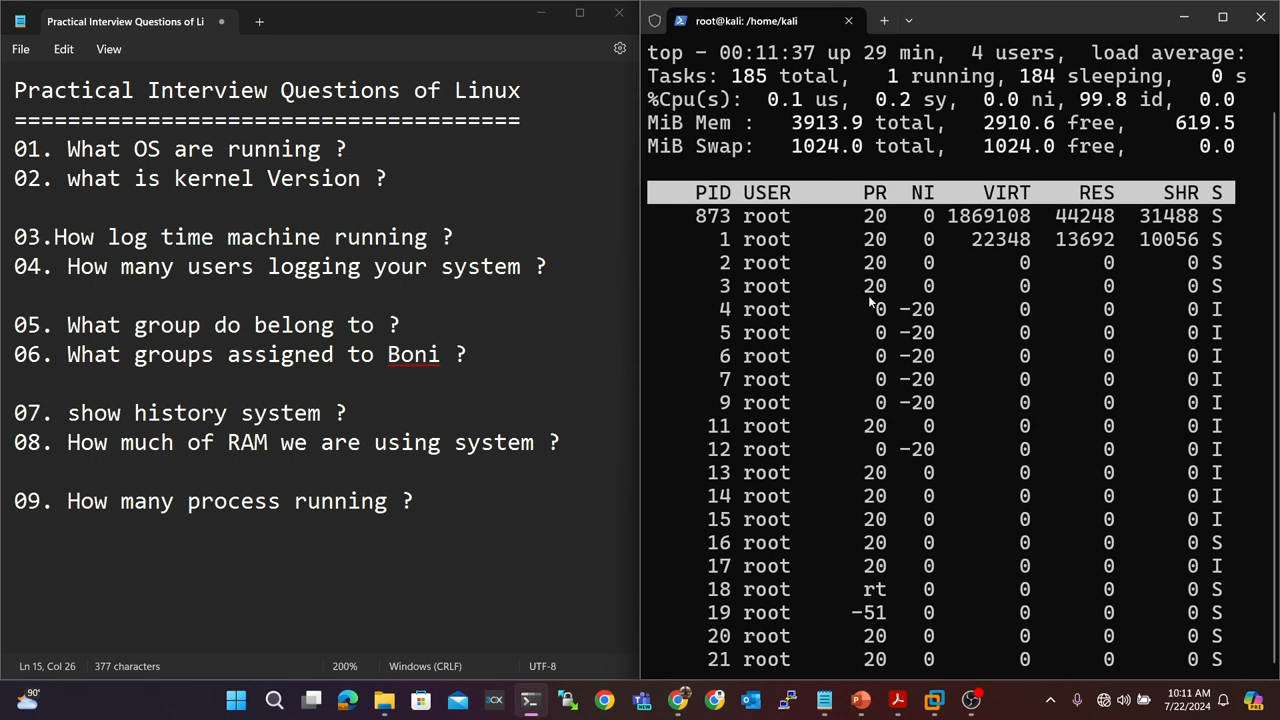 Practical Interview Questions of Li
File Edit View
Practical Interview Questions of Linux
======================================
01. What OS are running ?
02. what is kernel Version ?
03.How log time machine running ?
04. How many users logging your system ?
05. What group do belong to ?
06. What groups assigned to Boni ?
07. show history system ?
08. How much of RAM we are using system ?
09. How many process running ?
Ln 15, Col 26 377 characters 200% Windows (CRLF) UTF-8
root@kali: /home/kali
top - 00:11:37 up 29 min, 4 users, load average:
Tasks: 185 total, 1 running, 184 sleeping, 0 s
%Cpu(s): 0.1 us, 0.2 sy, 0.0 ni, 99.8 id, 0.0
MiB Mem : 3913.9 total, 2910.6 free, 619.5
MiB Swap: 1024.0 total, 1024.0 free, 0.0
PID USER PR NI VIRT RES SHR S
873 root 20 0 1869108 44248 31488 S
1 root 20 0 22348 13692 10056 S
2 root 20 0 0 0 0 S
3 root 20 0 0 0 0 S
4 root 0 -20 0 0 0 I
5 root 0 -20 0 0 0 I
6 root 0 -20 0 0 0 I
7 root 0 -20 0 0 0 I
9 root 0 -20 0 0 0 I
11 root 20 0 0 0 0 I
12 root 0 -20 0 0 0 I
13 root 20 0 0 0 0 I
14 root 20 0 0 0 0 I
15 root 20 0 0 0 0 I
16 root 20 0 0 0 0 S
17 root 20 0 0 0 0 I
18 root rt 0 0 0 0 S
19 root -51 0 0 0 0 S
20 root 20 0 0 0 0 S
21 root 20 0 0 0 0 S
90°
3CX
10:11 AM
7/22/2024